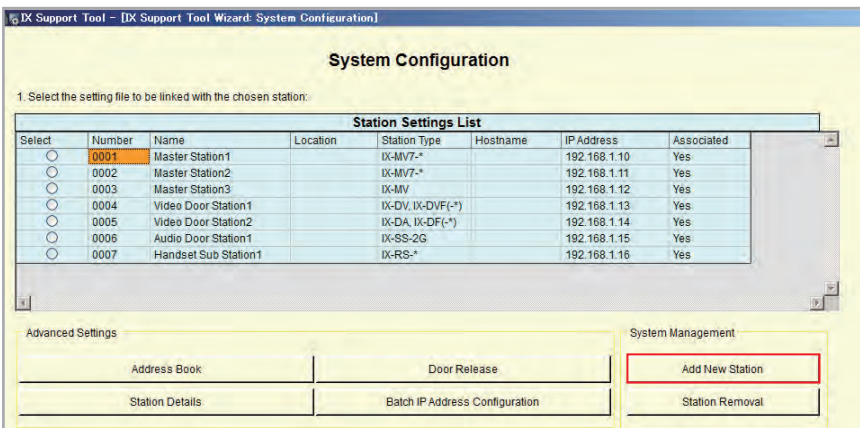 IX Support Tool - [IX Support Tool Wizard: System Configuration]
System Configuration
1. Select the setting file to be linked with the chosen station:
Station Settings List
Select Number Name Location Station Type Hostname IP Address Associated
0001 Master Station1 IX-MV7-* 192.168.1.10 Yes
0002 Master Station2 IX-MV7-* 192.168.1.11 Yes
0003 Master Station3 IX-MV 192.168.1.12 Yes
0004 Video Door Station1 IX-DV, IX-DVF(-*) 192.168.1.13 Yes
0005 Video Door Station2 IX-DA, IX-DF(-*) 192.168.1.14 Yes
0006 Audio Door Station1 IX-SS-2G 192.168.1.15 Yes
0007 Handset Sub Station1 IX-RS-* 192.168.1.16 Yes
Advanced Settings System Management
Address Book Door Release Add New Station
Station Details Batch IP Address Configuration Station Removal